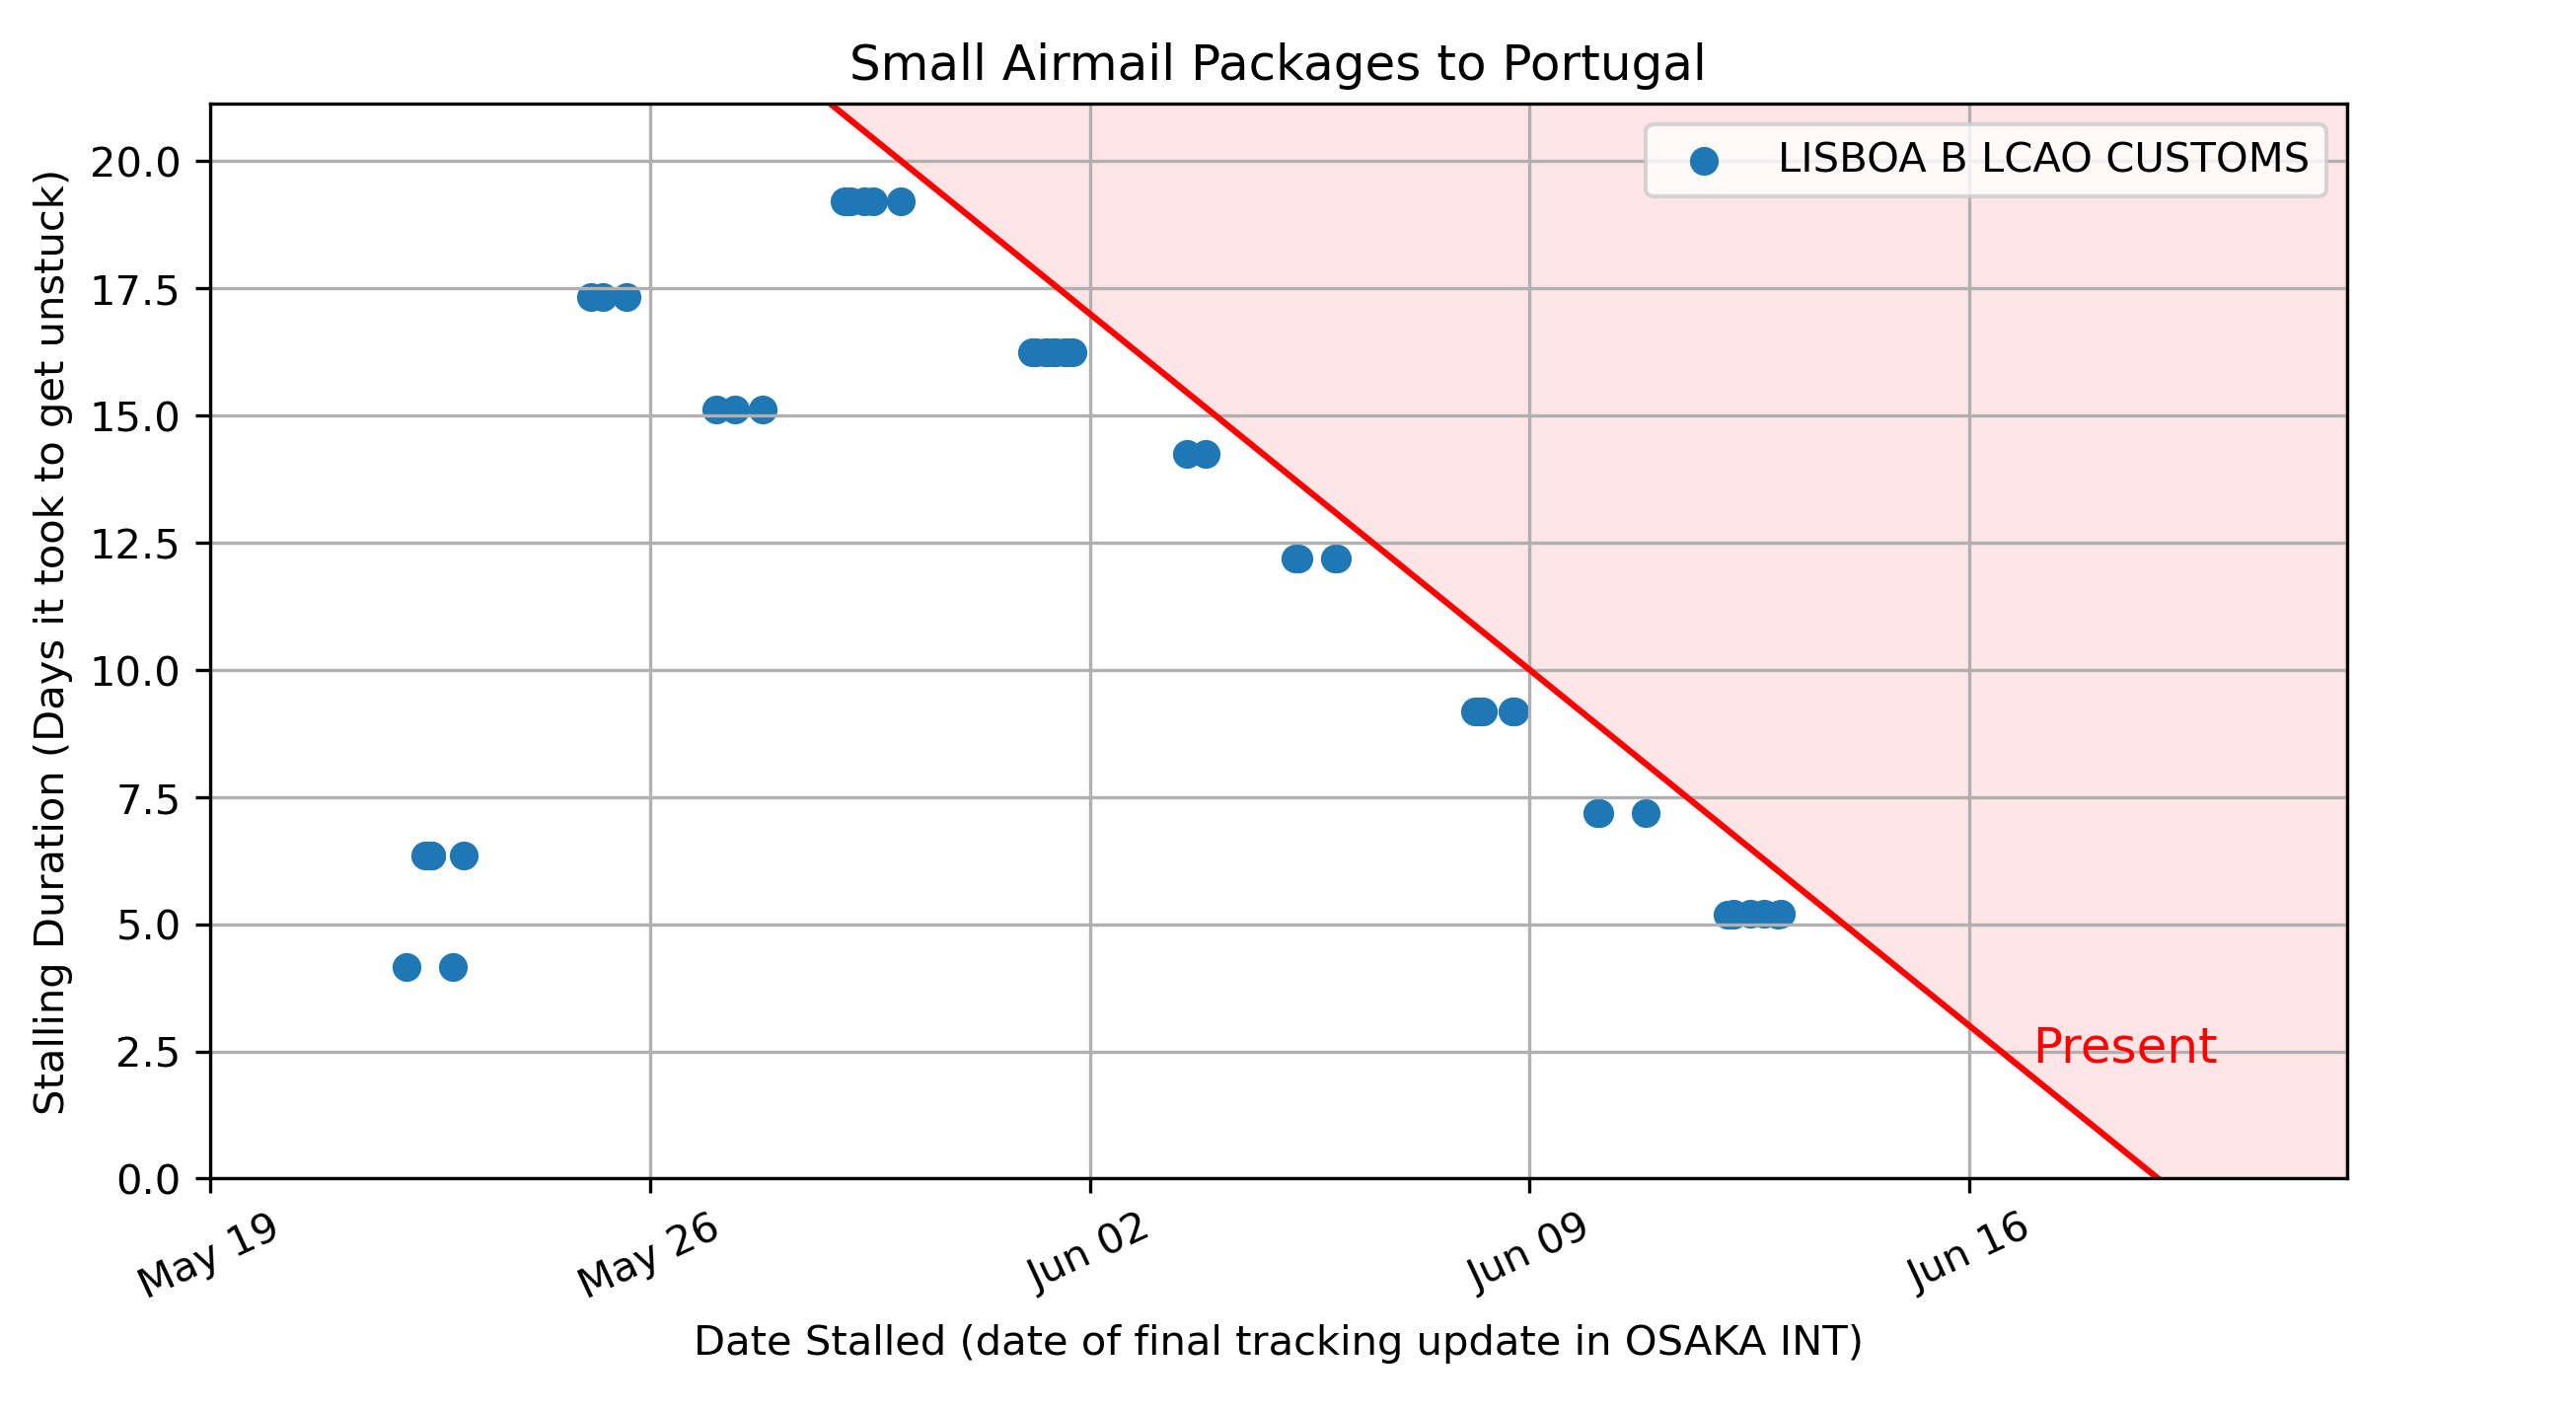 Small Airmail Packages to Portugal
LISBOA B LCAO CUSTOMS
Stalling Duration (Days it took to get unstuck)
20.0
17.5
15.0
12.5
10.0
7.5
5.0
2.5
0.0
Present
May 19
May 26
Jun 02
Jun 09
Jun 16
Date Stalled (date of final tracking update in OSAKA INT)